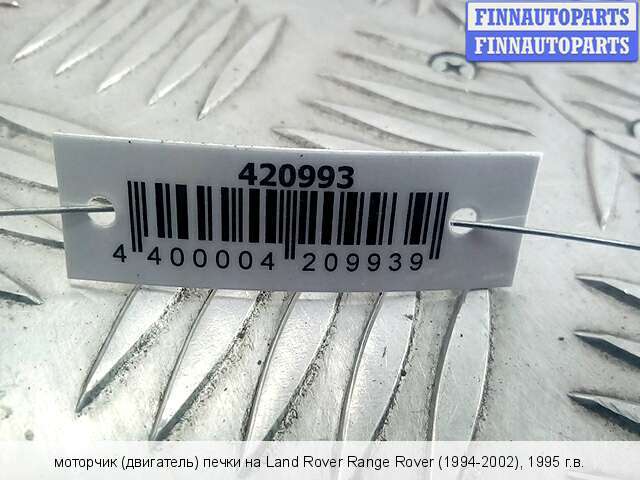 FINNAUTOPARTS
FINNAUTOPARTS
420993
4 400004 209939
моторчик (двигатель) печки на Land Rover Range Rover (1994-2002), 1995 г.в.